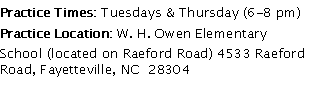 Practice Times: Tuesdays & Thursday (6-8 pm)
Practice Location: W. H. Owen Elementary
School (located on Raeford Road) 4533 Raeford
Road, Fayetteville, NC  28304